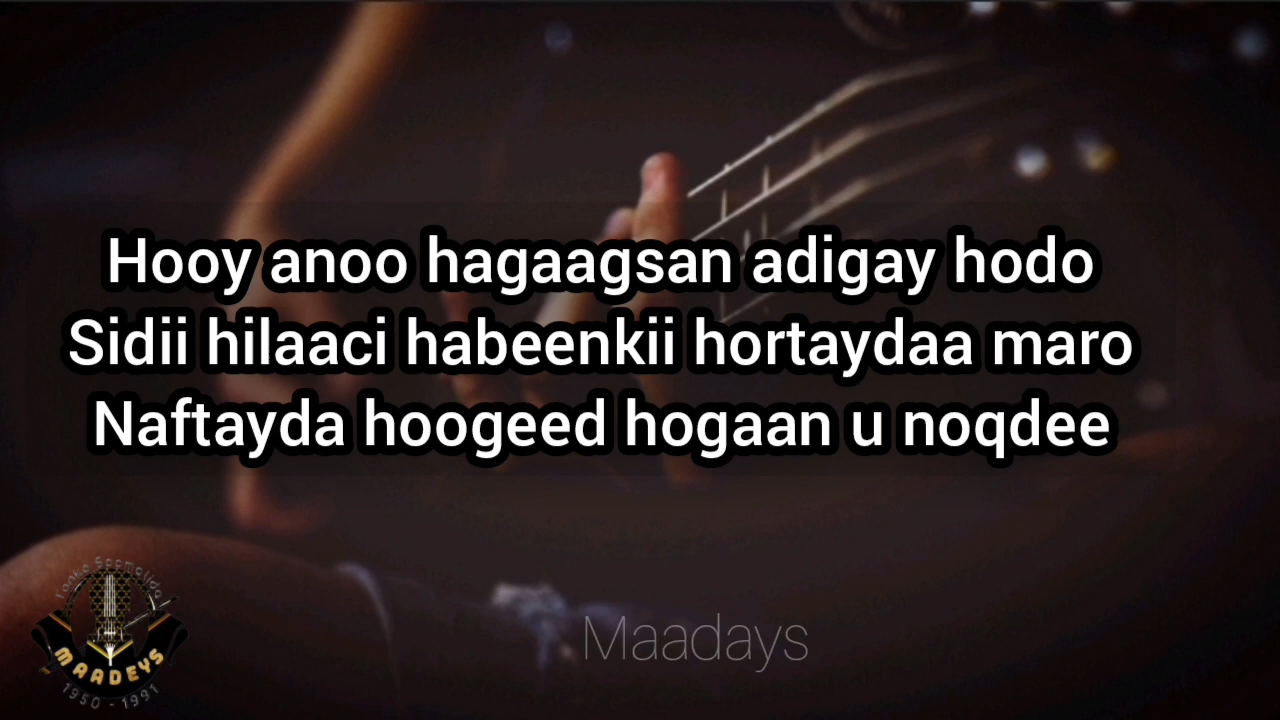 Hooy anoo hagaagsan adigay hodo
Sidii hilaaci habeenkii hortaydaa maro
Naftayda hoogeed hogaan u noqdee
Maadays
MAADEYS
1950 - 1991